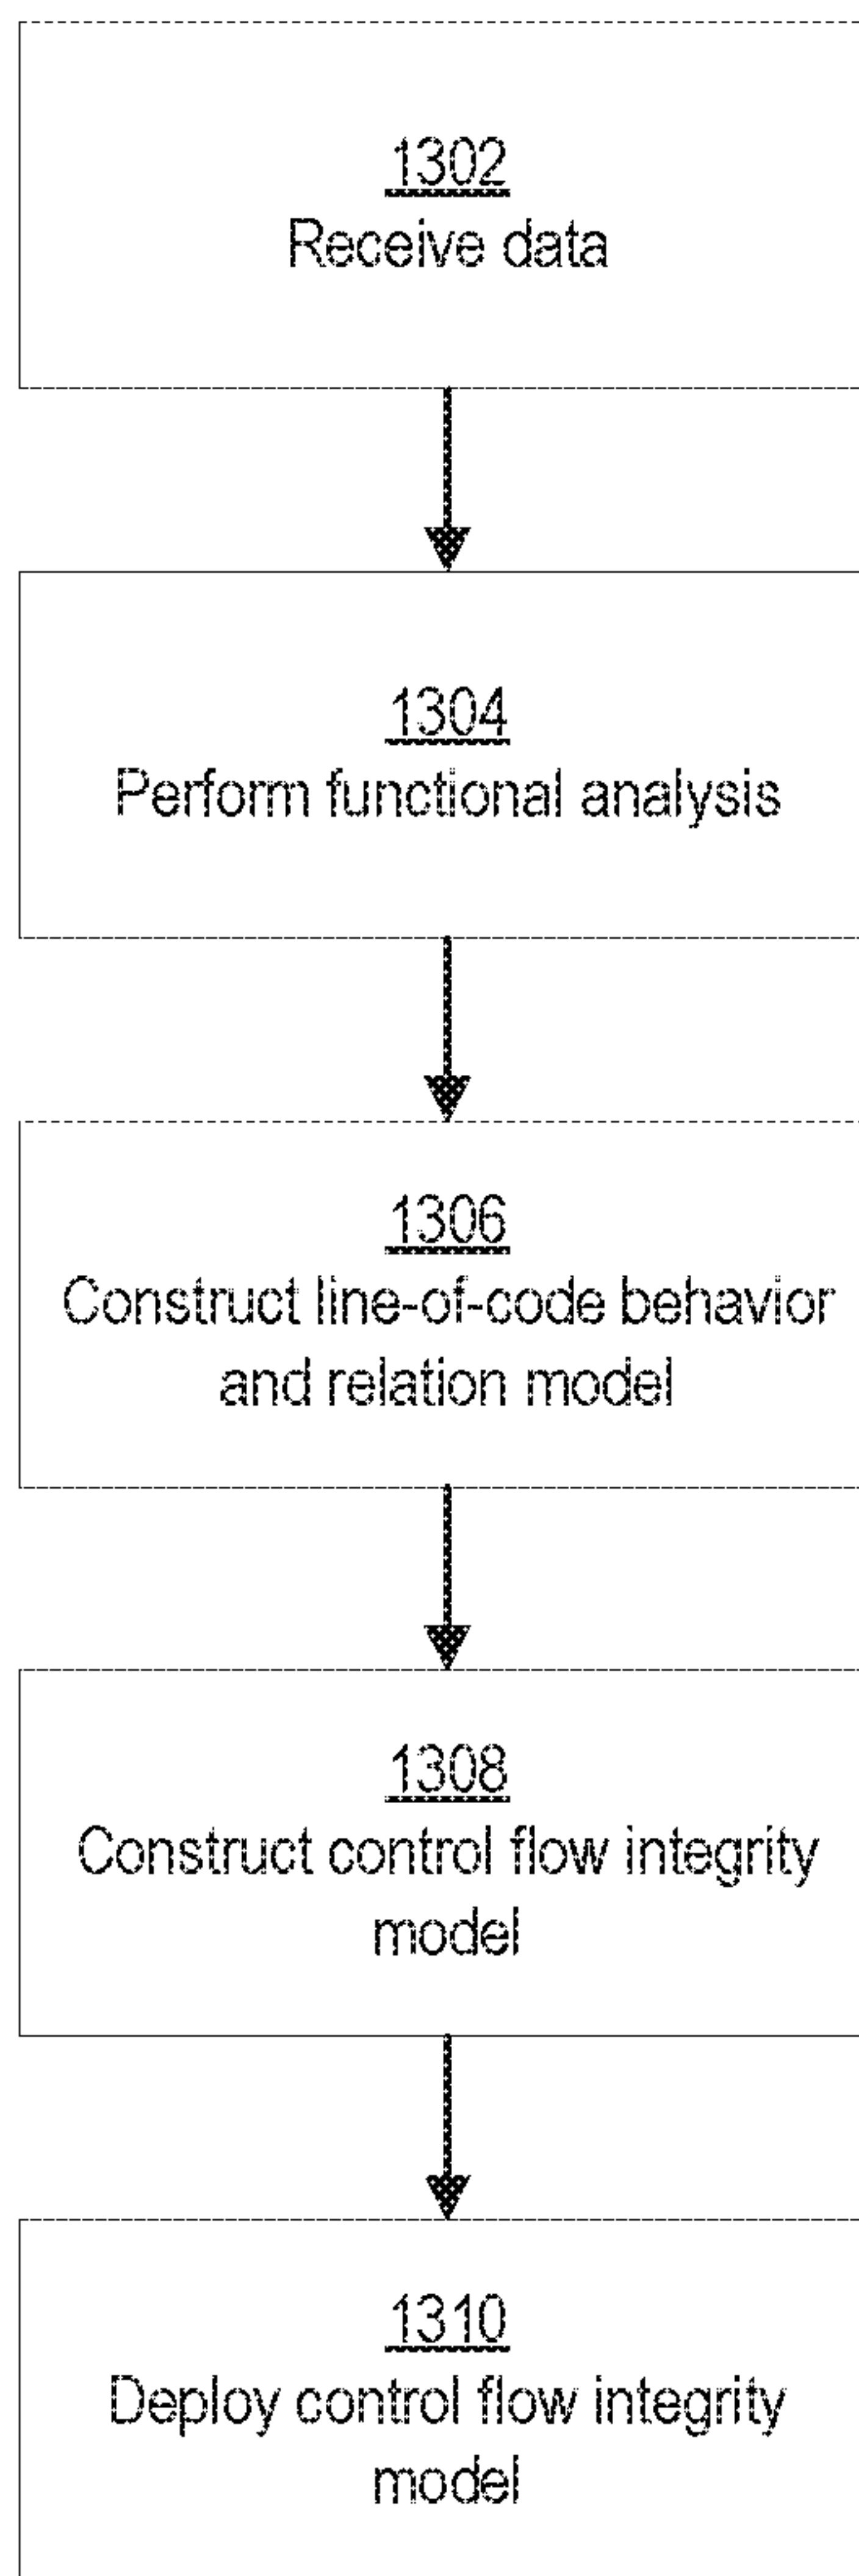 1302
Receive data
1304
Perform functional analysis
1306
Construct line-of-code behavior
and relation model
1308
Construct control flow integrity
model
1310
Deploy control flow integrity
model